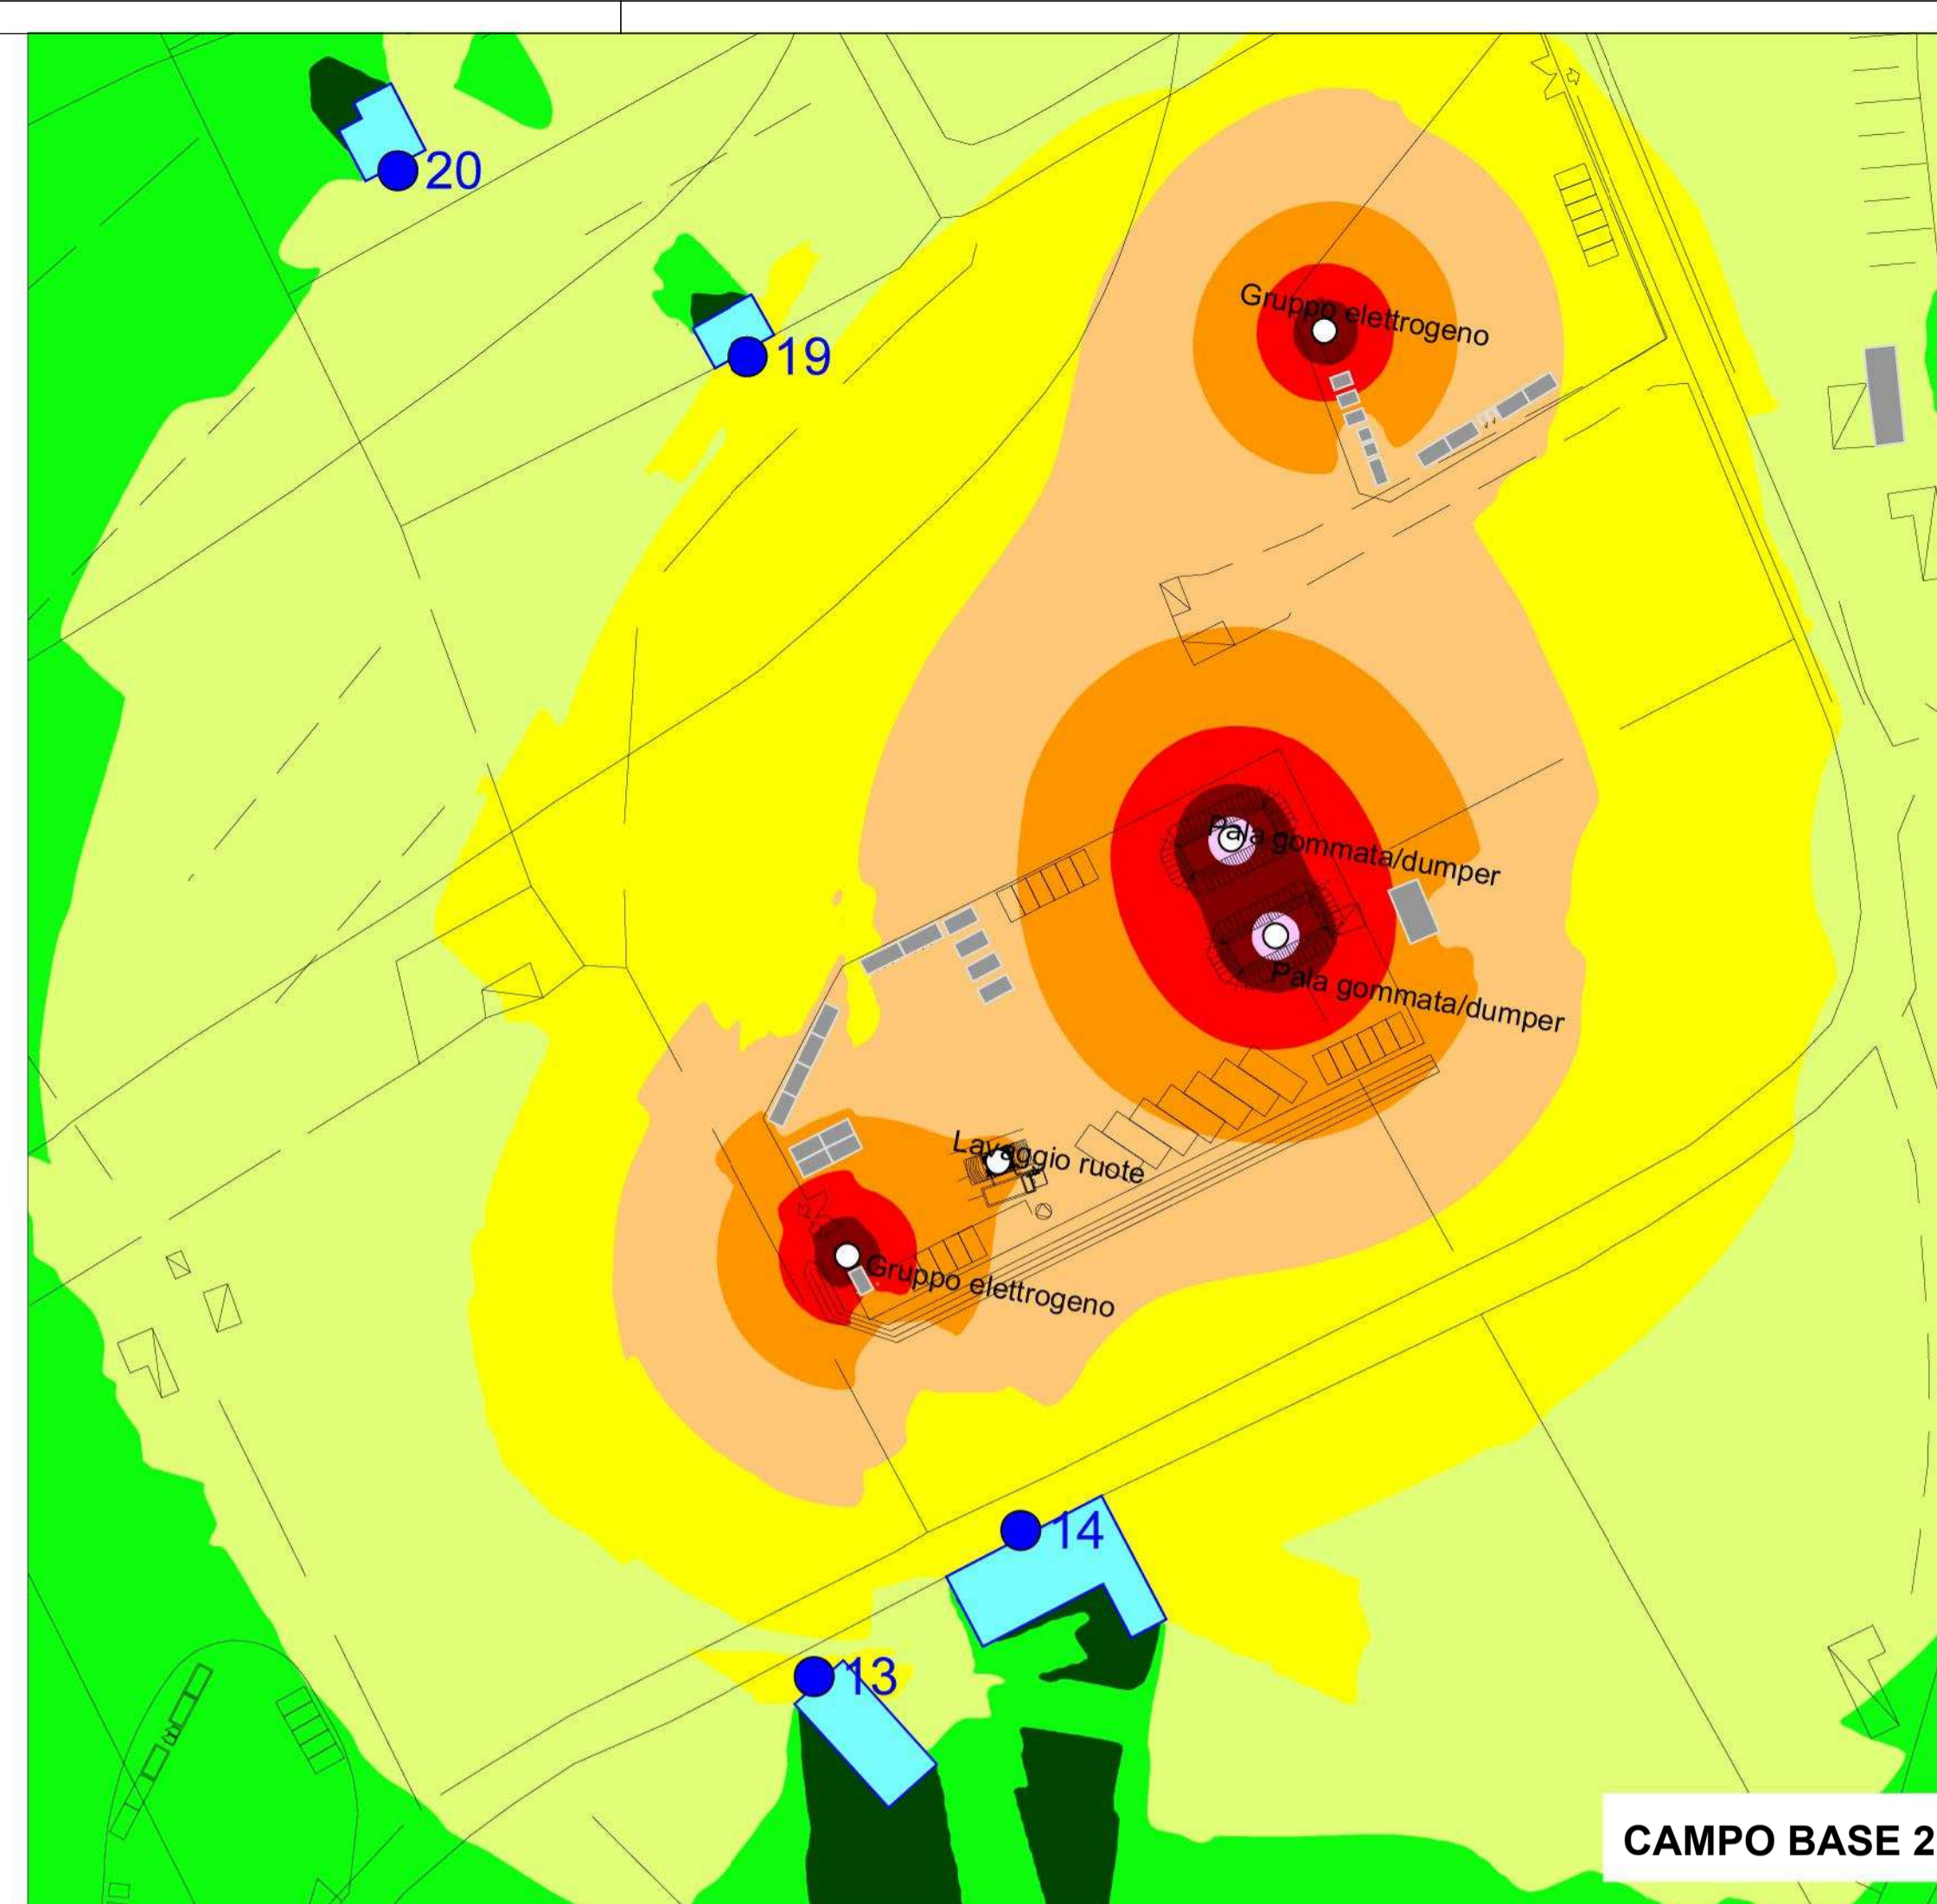 20
19
Gruppo elettrogeno
Pala gommata/dumper
Pala gommata/dumper
Lavaggio ruote
Gruppo elettrogeno
14
13
CAMPO BASE 2